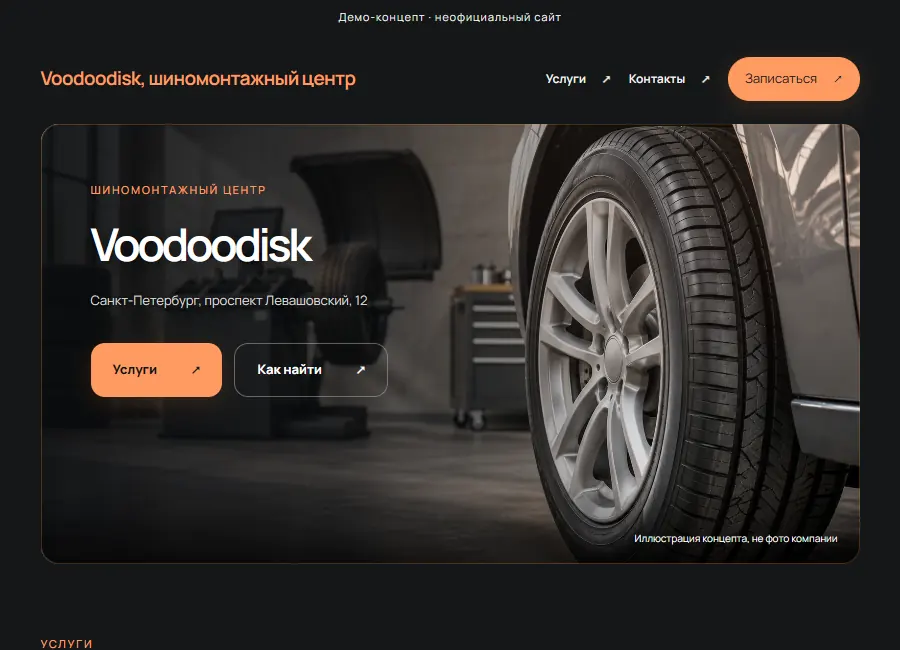 Демо-концепт · неофициальный сайт
Voodoodisk, шиномонтажный центр
Услуги ↗ Контакты ↗ Записаться ↗
ШИНОМОНТАЖНЫЙ ЦЕНТР
Voodoodisk
Санкт-Петербург, проспект Левашовский, 12
Услуги ↗ Как найти ↗
Иллюстрация концепта, не фото компании
УСЛУГИ